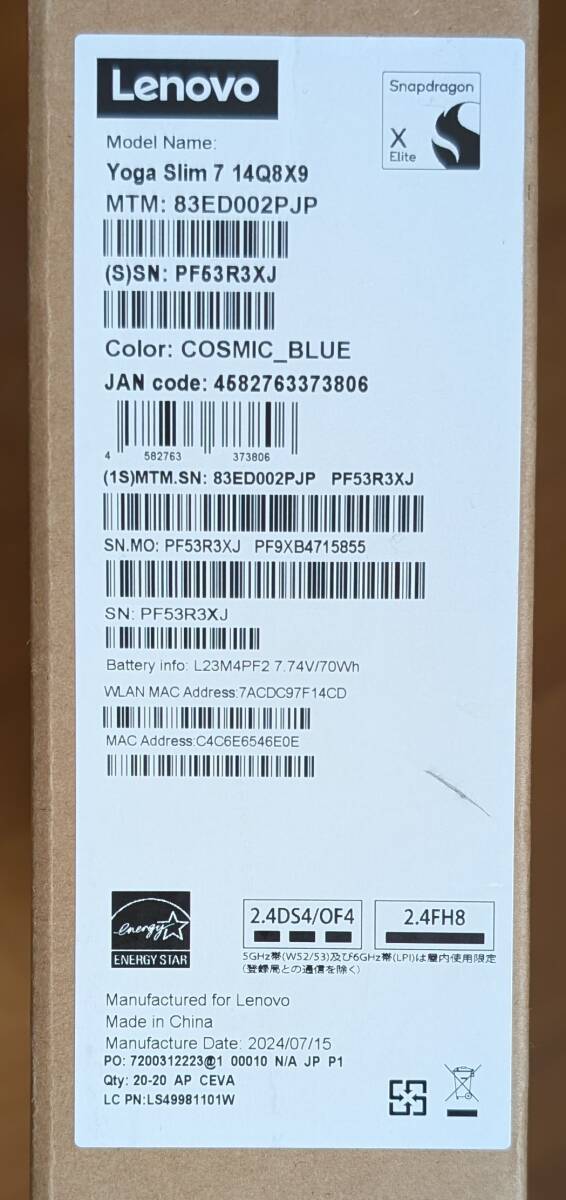 Lenovo
Snapdragon
X
Elite
Model Name:
Yoga Slim 7 14Q8X9
MTM: 83ED002PJP
(S)SN: PF53R3XJ
Color: COSMIC_BLUE
JAN code: 4582763373806
4 582763 373806
(1S)MTM.SN: 83ED002PJP PF53R3XJ
SN.MO: PF53R3XJ PF9XB4715855
SN: PF53R3XJ
Battery info: L23M4PF2 7.74V/70Wh
WLAN MAC Address:7ACDC97F14CD
MAC Address:C4C6E6546E0E
energy
ENERGY STAR
2.4DS4/OF4
2.4FH8
5GHz帯(W52/53)及び6GHz帯(LPI)は屋内使用限定
(登録局との通信を除く)
Manufactured for Lenovo
Made in China
Manufacture Date: 2024/07/15
PO: 7200312223@1 00010 N/A JP P1
Qty: 20-20 AP CEVA
LC PN:LS49981101W